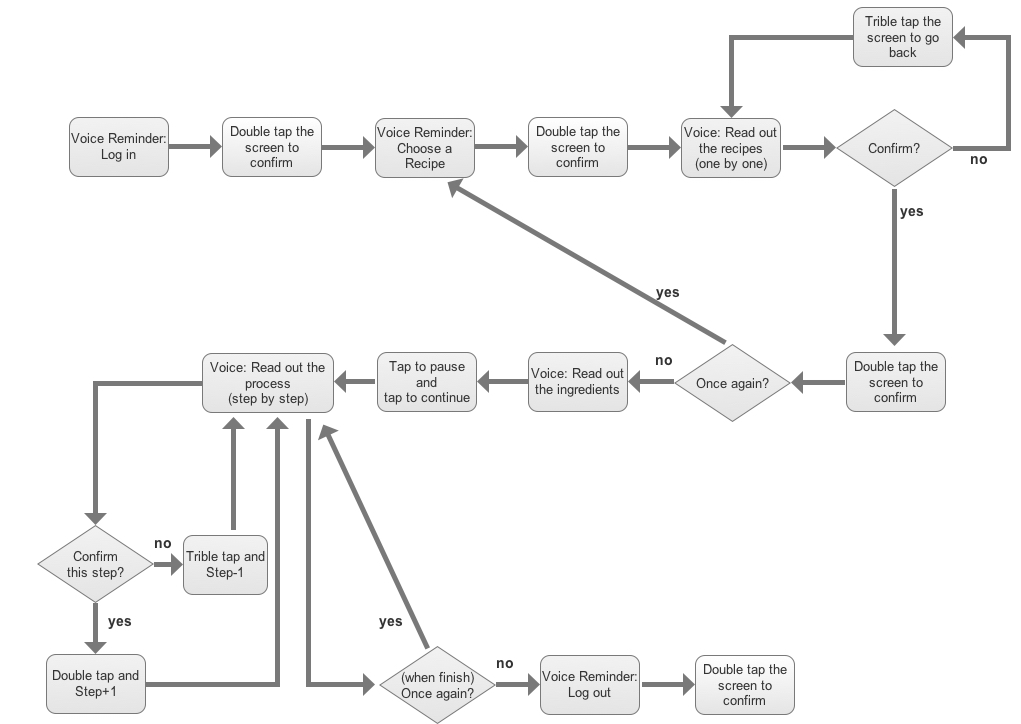 Trible tap the
screen to go
back
Voice Reminder:
Log in
Double tap the
screen to
confirm
Voice Reminder:
Choose a
Recipe
Double tap the
screen to
confirm
Voice: Read out
the recipes
(one by one)
Confirm?
no
yes
yes
Voice: Read out the
process
(step by step)
Tap to pause
and
tap to continue
Voice: Read out
the ingredients
no
Once again?
Double tap the
screen to
confirm
Confirm
this step?
no
Trible tap and
Step-1
yes
Double tap and
Step+1
yes
(when finish)
Once again?
no
Voice Reminder:
Log out
Double tap the
screen to
confirm